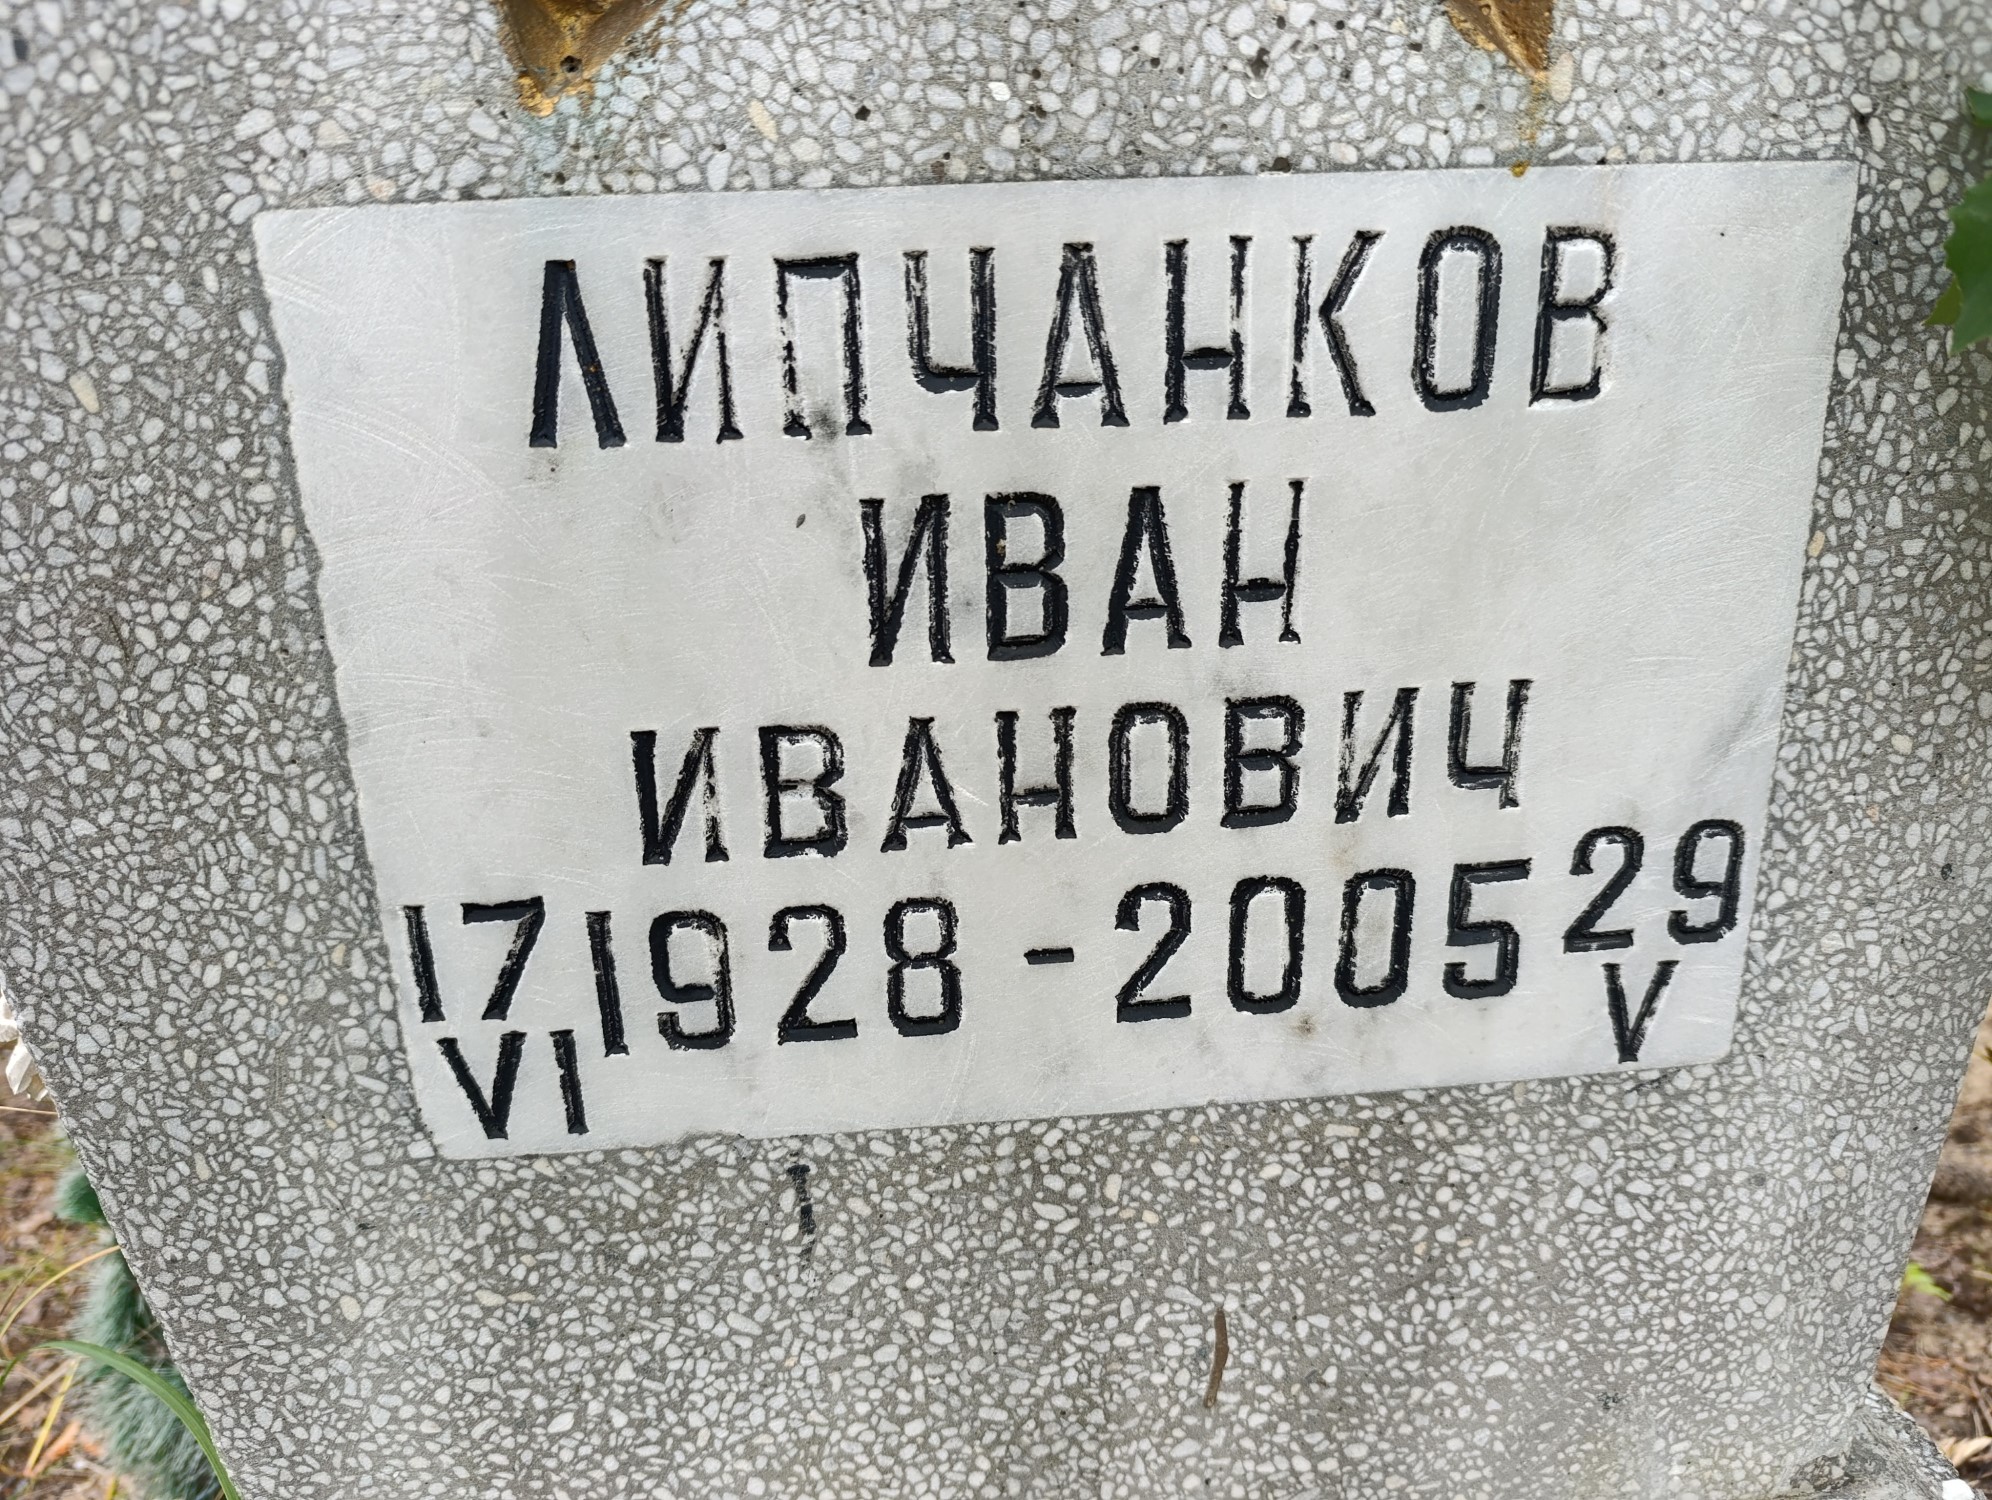 ЛИПЧАНКОВ
ИВАН
ИВАНОВИЧ
17 1928 - 2005 29
VI V